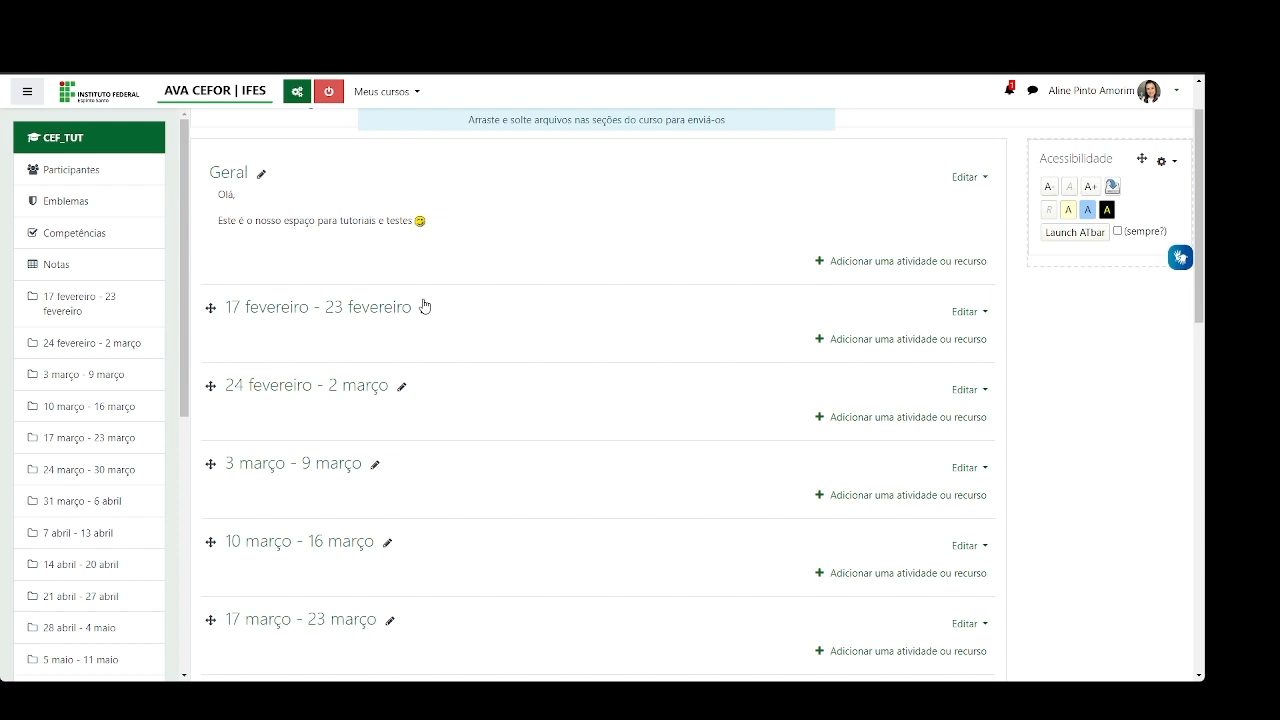 INSTITUTO FEDERAL
Espírito Santo
AVA CEFOR | IFES
Meus cursos
1
Aline Pinto Amorim
Arraste e solte arquivos nas seções do curso para enviá-os
CEF_TUT
Participantes
Emblemas
Competências
Notas
17 fevereiro - 23
fevereiro
24 fevereiro - 2 março
3 março - 9 março
10 março - 16 março
17 março - 23 março
24 março - 30 março
31 março - 6 abril
7 abril - 13 abril
14 abril - 20 abril
21 abril - 27 abril
28 abril - 4 maio
5 maio - 11 maio
Geral
Editar
Olá,
Este é o nosso espaço para tutoriais e testes
Adicionar uma atividade ou recurso
17 fevereiro - 23 fevereiro
Editar
Adicionar uma atividade ou recurso
24 fevereiro - 2 março
Editar
Adicionar uma atividade ou recurso
3 março - 9 março
Editar
Adicionar uma atividade ou recurso
10 março - 16 março
Editar
Adicionar uma atividade ou recurso
17 março - 23 março
Editar
Adicionar uma atividade ou recurso
Acessibilidade
A- A A+
R A A A
Launch ATbar (sempre?)